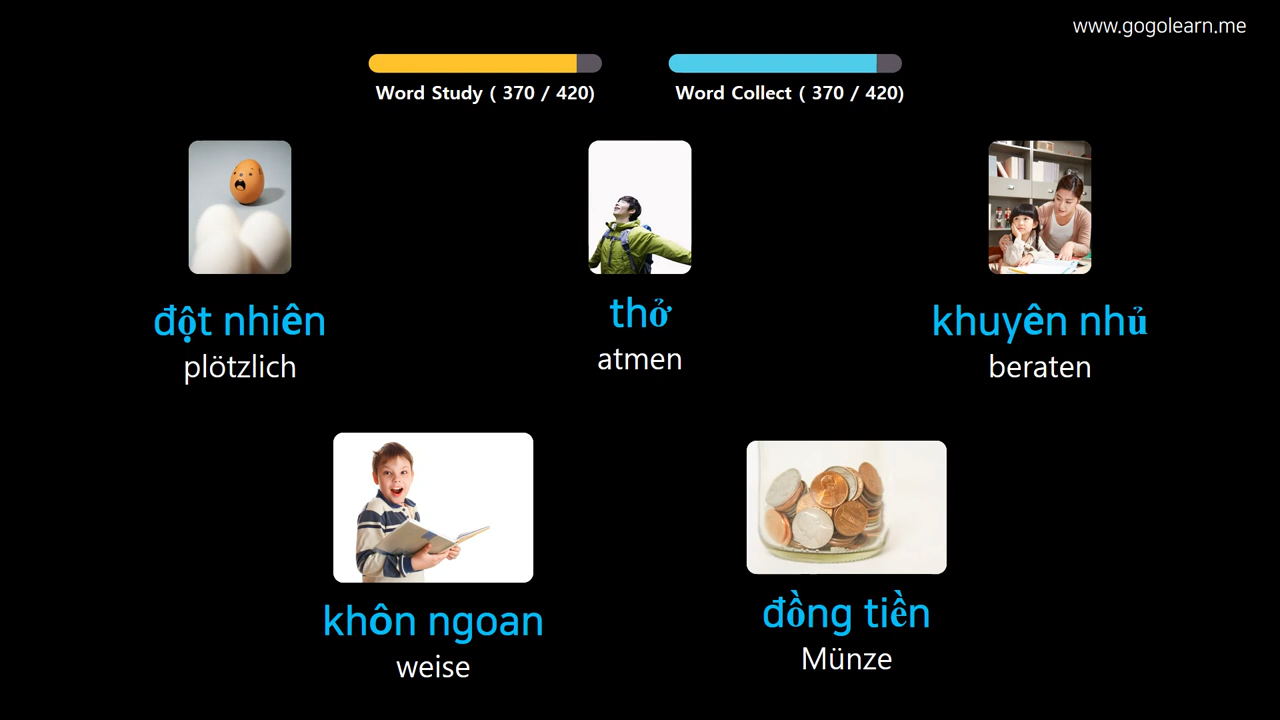 www.gogolearn.me
Word Study ( 370 / 420)
Word Collect ( 370 / 420)
đột nhiên
plötzlich
thở
atmen
khuyên nhủ
beraten
khôn ngoan
weise
đồng tiền
Münze